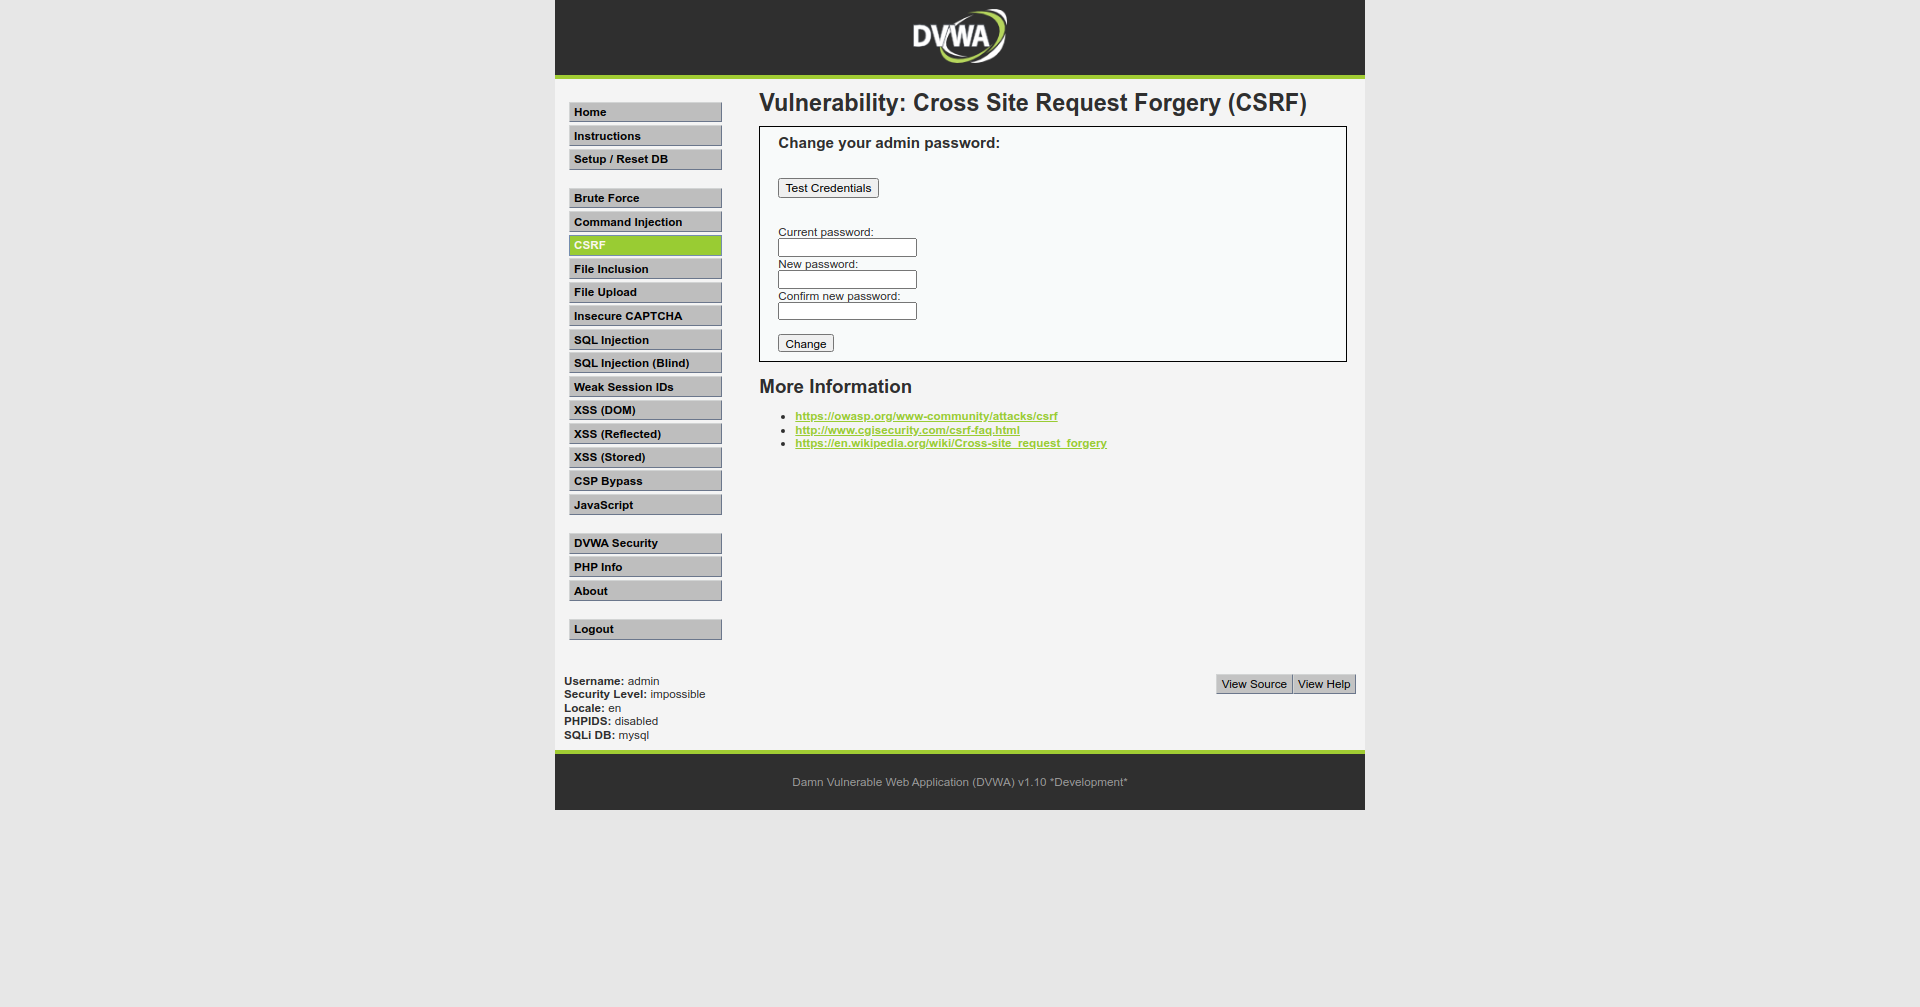 DVWA
Vulnerability: Cross Site Request Forgery (CSRF)
Home
Instructions
Setup / Reset DB
Brute Force
Command Injection
CSRF
File Inclusion
File Upload
Insecure CAPTCHA
SQL Injection
SQL Injection (Blind)
Weak Session IDs
XSS (DOM)
XSS (Reflected)
XSS (Stored)
CSP Bypass
JavaScript
DVWA Security
PHP Info
About
Logout
Change your admin password:
Test Credentials
Current password:
New password:
Confirm new password:
Change
More Information
https://owasp.org/www-community/attacks/csrf
http://www.cgisecurity.com/csrf-faq.html
https://en.wikipedia.org/wiki/Cross-site_request_forgery
Username: admin
Security Level: impossible
Locale: en
PHPIDS: disabled
SQLi DB: mysql
View Source View Help
Damn Vulnerable Web Application (DVWA) v1.10 *Development*